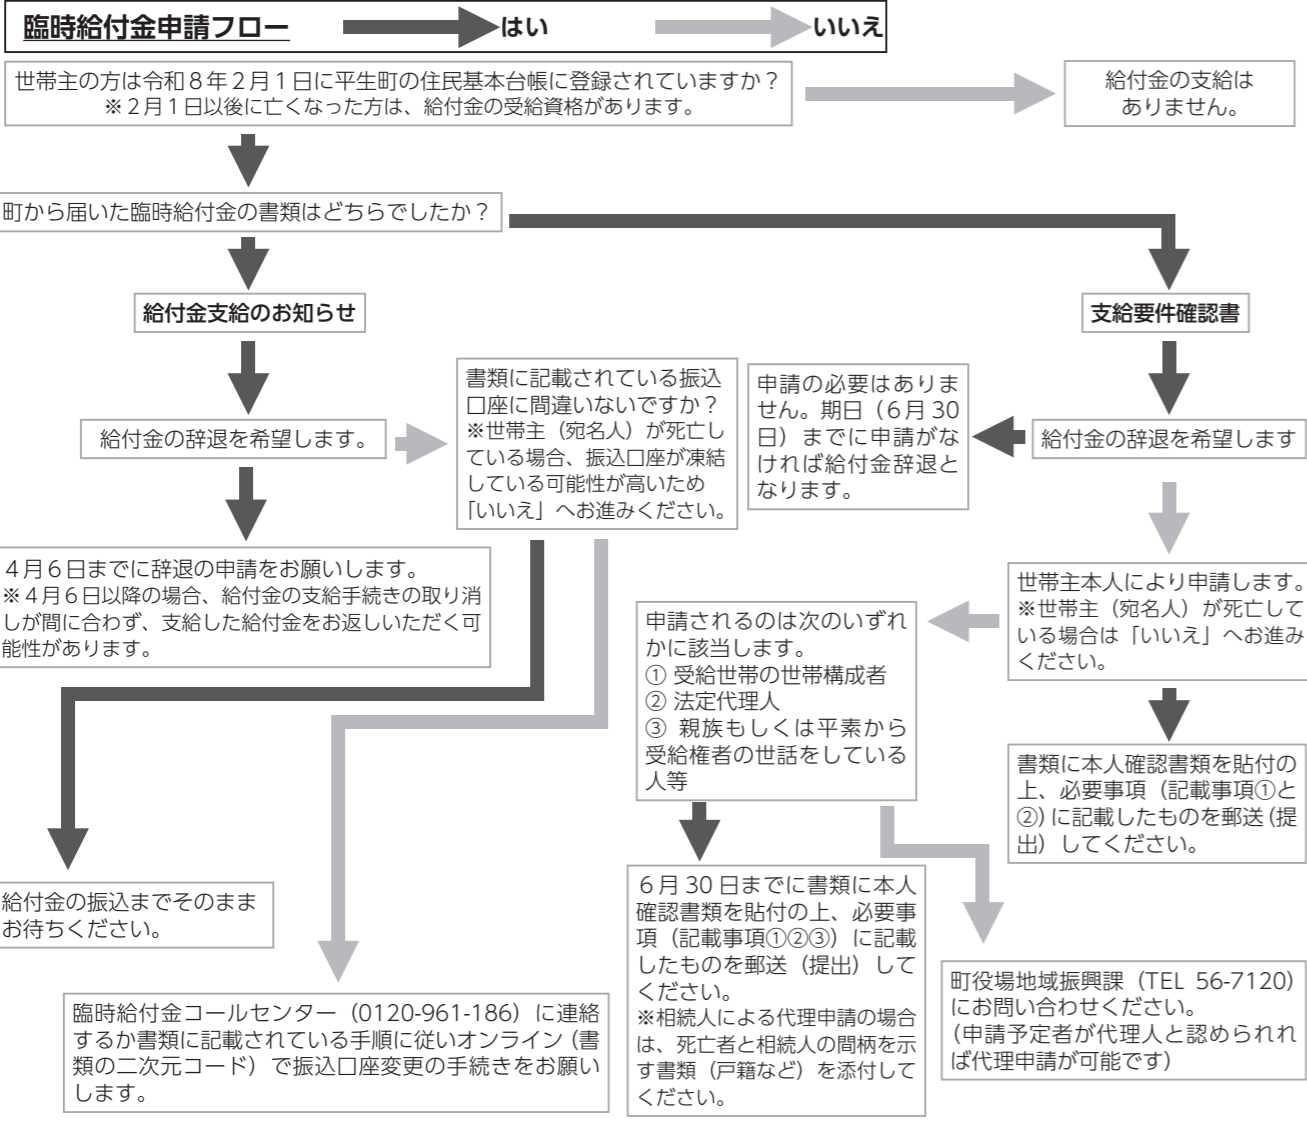 臨時給付金申請フロー はい いいえ
世帯主の方は令和８年２月１日に平生町の住民基本台帳に登録されていますか？
※２月１日以後に亡くなった方は、給付金の受給資格があります。
給付金の支給は
ありません。
町から届いた臨時給付金の書類はどちらでしたか？
給付金支給のお知らせ
支給要件確認書
給付金の辞退を希望します。
書類に記載されている振込
口座に間違いないですか？
※世帯主（宛名人）が死亡し
ている場合、振込口座が凍結
している可能性が高いため
「いいえ」へお進みください。
申請の必要はありま
せん。期日（６月 30
日）までに申請がな
ければ給付金辞退と
なります。
給付金の辞退を希望します
４月６日までに辞退の申請をお願いします。
※４月６日以降の場合、給付金の支給手続きの取り消
しが間に合わず、支給した給付金をお返しいただく可
能性があります。
世帯主本人により申請します。
※世帯主（宛名人）が死亡して
いる場合は「いいえ」へお進み
ください。
申請されるのは次のいずれ
かに該当します。
① 受給世帯の世帯構成者
② 法定代理人
③ 親族もしくは平素から
受給権者の世話をしている
人等
書類に本人確認書類を貼付の
上、必要事項（記載事項①と
②）に記載したものを郵送（提
出）してください。
給付金の振込までそのまま
お待ちください。
６月 30 日までに書類に本人
確認書類を貼付の上、必要事
項（記載事項①②③）に記載
したものを郵送（提出）して
ください。
※相続人による代理申請の場合
は、死亡者と相続人の間柄を示
す書類（戸籍など）を添付して
ください。
町役場地域振興課（TEL 56-7120）
にお問い合わせください。
（申請予定者が代理人と認められれ
ば代理申請が可能です）
臨時給付金コールセンター（0120-961-186）に連絡
するか書類に記載されている手順に従いオンライン（書
類の二次元コード）で振込口座変更の手続きをお願い
します。